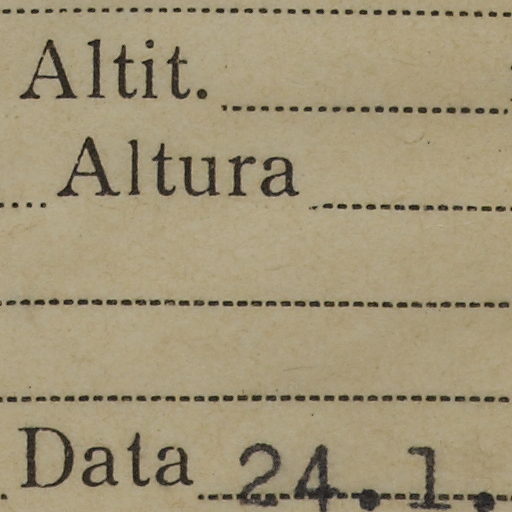 Altit.
Altura
Data 24.1.